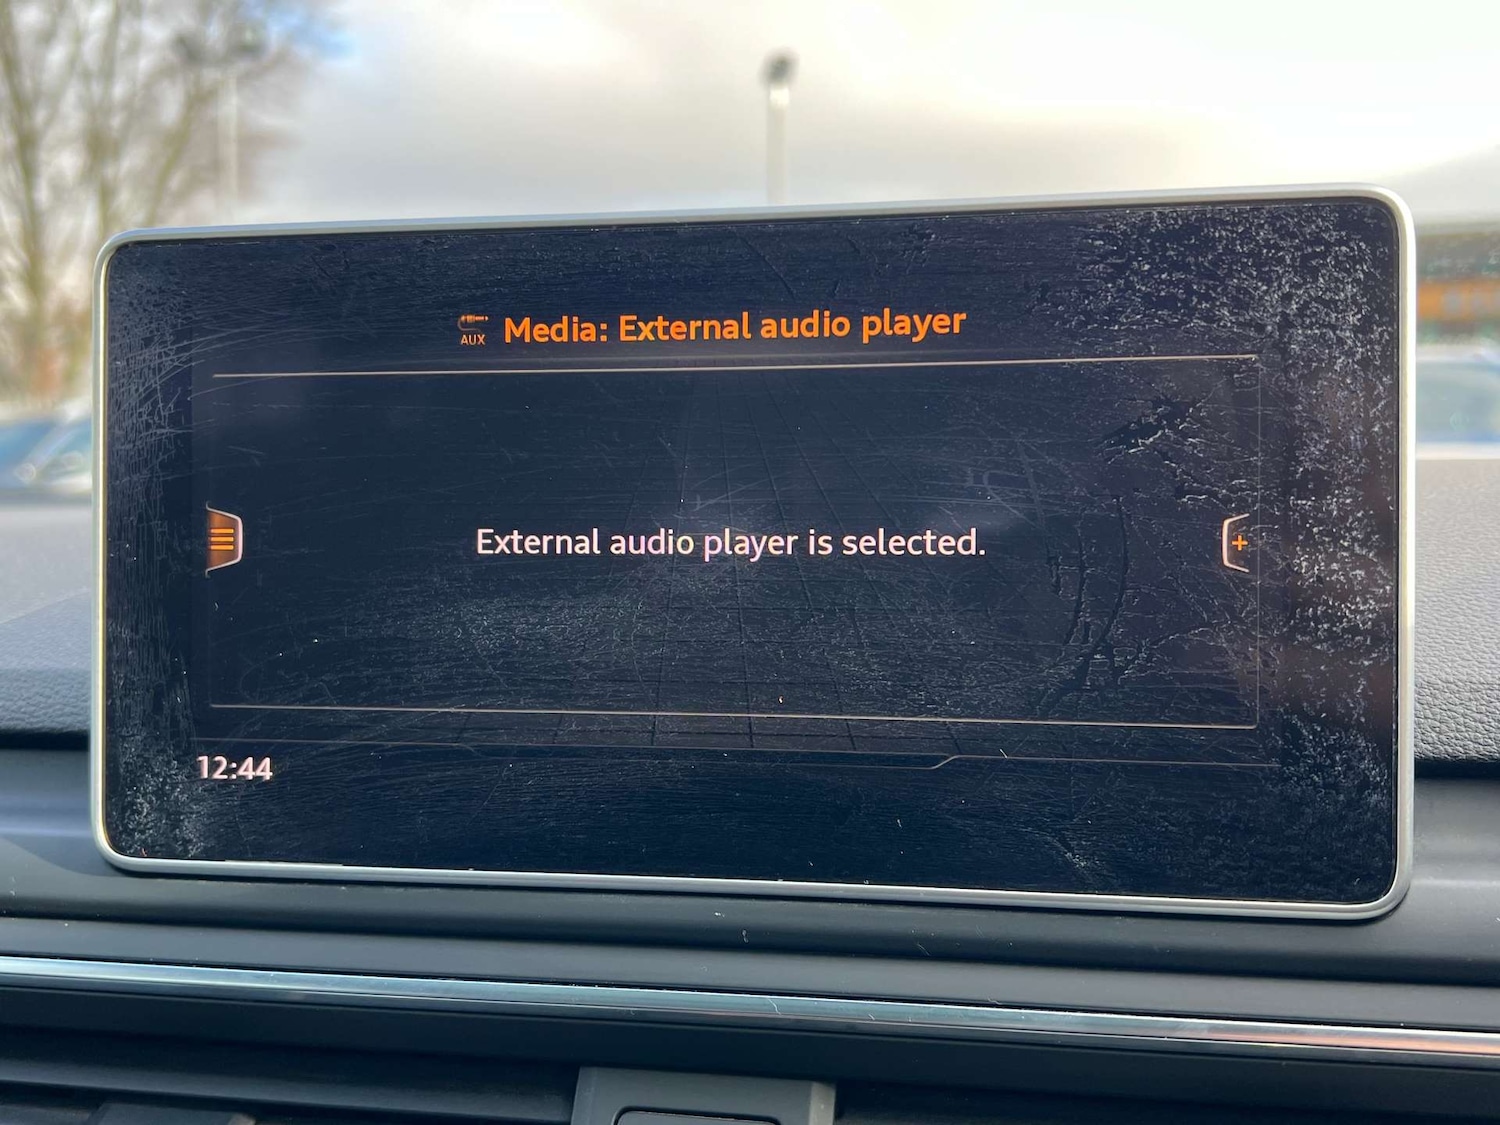 AUX
Media: External audio player
External audio player is selected.
12:44